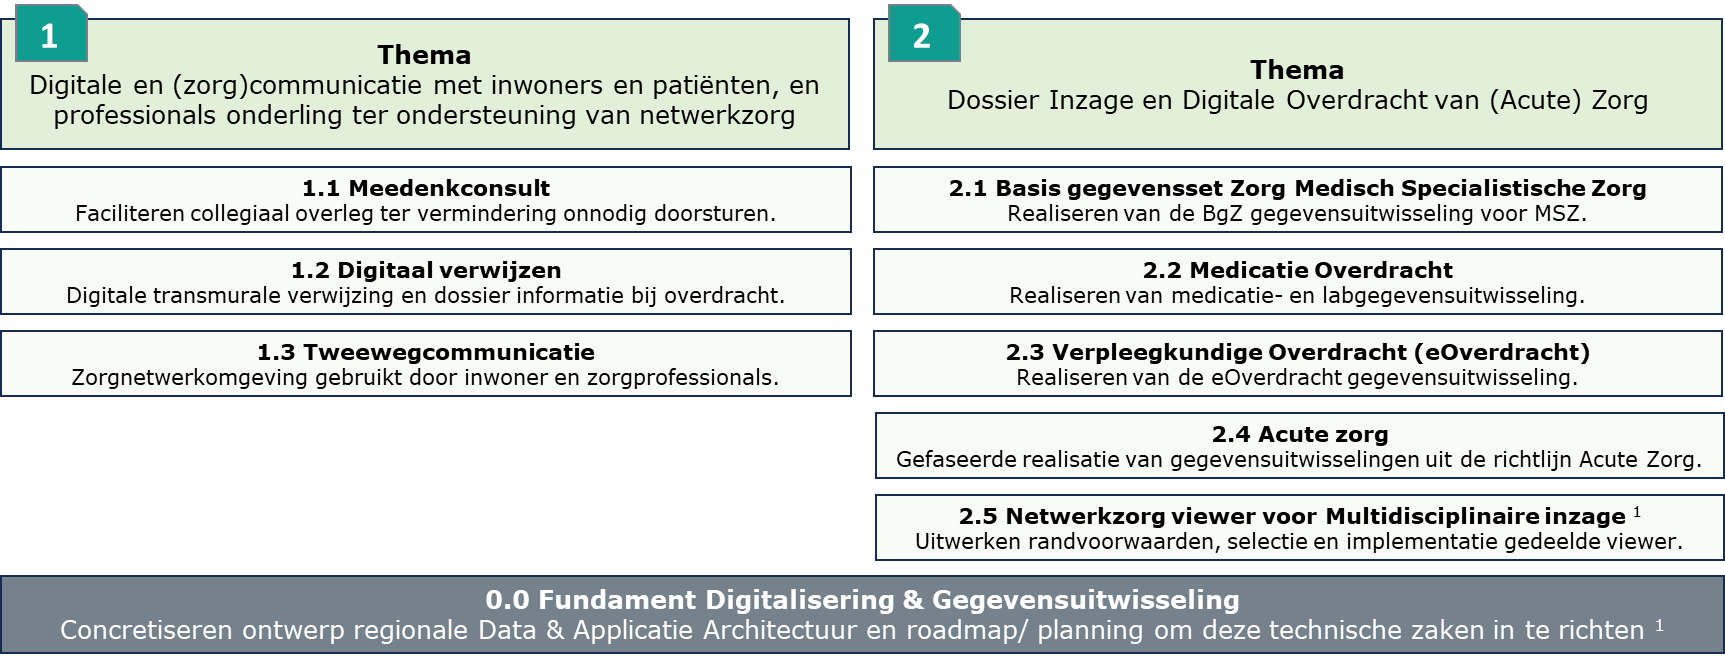 1
Thema
Digitale en (zorg)communicatie met inwoners en patiënten, en
professionals onderling ter ondersteuning van netwerkzorg
1.1 Meedenkconsult
Faciliteren collegiaal overleg ter vermindering onnodig doorsturen.
1.2 Digitaal verwijzen
Digitale transmurale verwijzing en dossier informatie bij overdracht.
1.3 Tweewegcommunicatie
Zorgnetwerkomgeving gebruikt door inwoner en zorgprofessionals.
2
Thema
Dossier Inzage en Digitale Overdracht van (Acute) Zorg
2.1 Basis gegevensset Zorg Medisch Specialistische Zorg
Realiseren van de BgZ gegevensuitwisseling voor MSZ.
2.2 Medicatie Overdracht
Realiseren van medicatie- en labgegevensuitwisseling.
2.3 Verpleegkundige Overdracht (eOverdracht)
Realiseren van de eOverdracht gegevensuitwisseling.
2.4 Acute zorg
Gefaseerde realisatie van gegevensuitwisselingen uit de richtlijn Acute Zorg.
2.5 Netwerkzorg viewer voor Multidisciplinaire inzage ¹
Uitwerken randvoorwaarden, selectie en implementatie gedeelde viewer.
0.0 Fundament Digitalisering & Gegevensuitwisseling
Concretiseren ontwerp regionale Data & Applicatie Architectuur en roadmap/ planning om deze technische zaken in te richten ¹